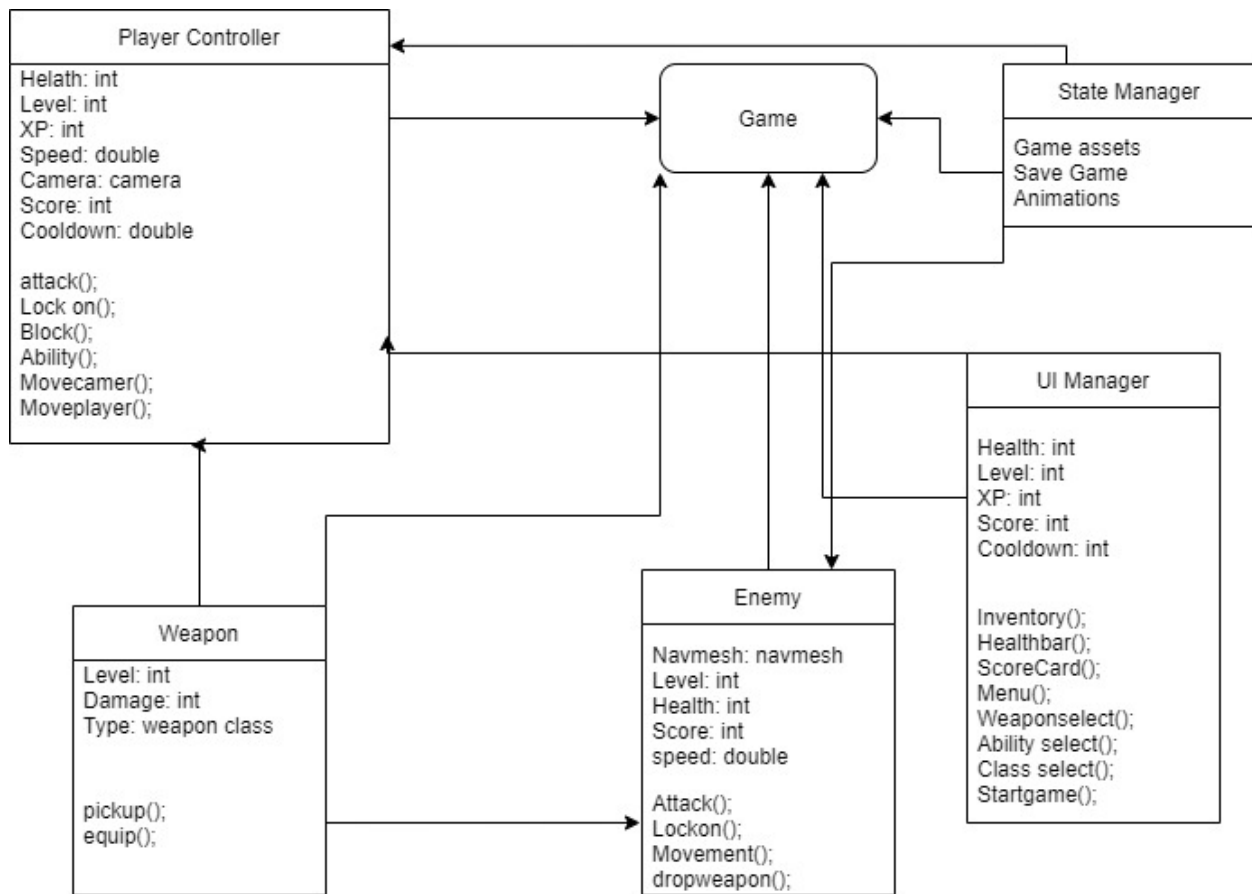 Player Controller
Helath: int
Level: int
XP: int
Speed: double
Camera: camera
Score: int
Cooldown: double
attack();
Lock on();
Block();
Ability();
Movecamer();
Moveplayer();
Game
State Manager
Game assets
Save Game
Animations
UI Manager
Health: int
Level: int
XP: int
Score: int
Cooldown: int
Inventory();
Healthbar();
ScoreCard();
Menu();
Weaponselect();
Ability select();
Class select();
Startgame();
Weapon
Level: int
Damage: int
Type: weapon class
pickup();
equip();
Enemy
Navmesh: navmesh
Level: int
Health: int
Score: int
speed: double
Attack();
Lockon();
Movement();
dropweapon();